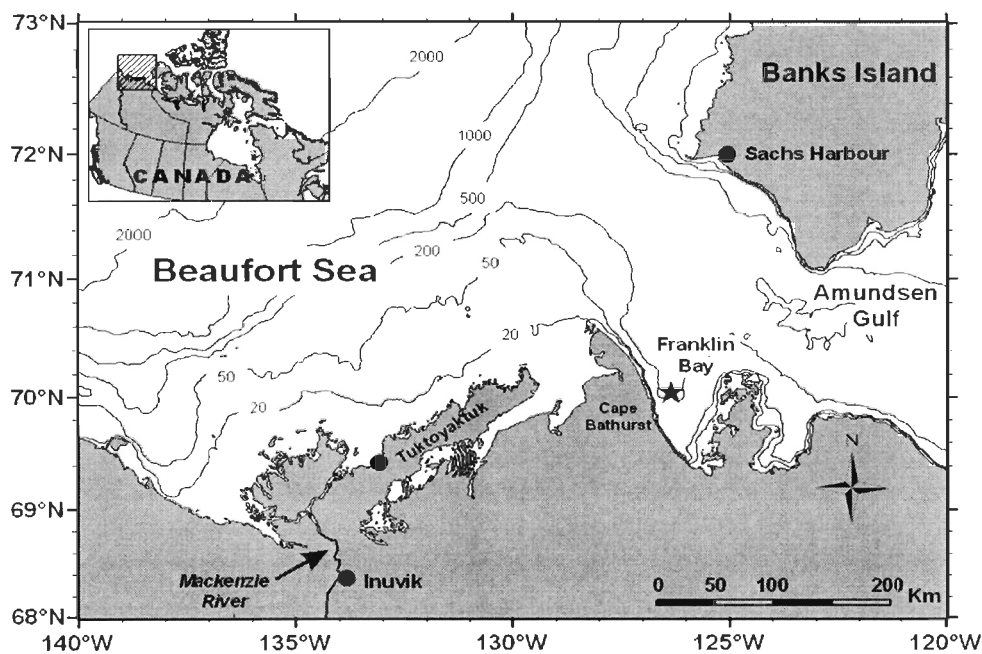 73°N
72°N
71°N
70°N
69°N
68°N
140°W
135°W
130°W
125°W
120°W
CANADA
2000
1000
500
200
50
20
2000
50
20
Beaufort Sea
Banks Island
Sachs Harbour
Amundsen
Gulf
Franklin
Bay
Cape
Bathurst
Tuktoyaktuk
Mackenzie
River
Inuvik
N
0 50 100 200 Km